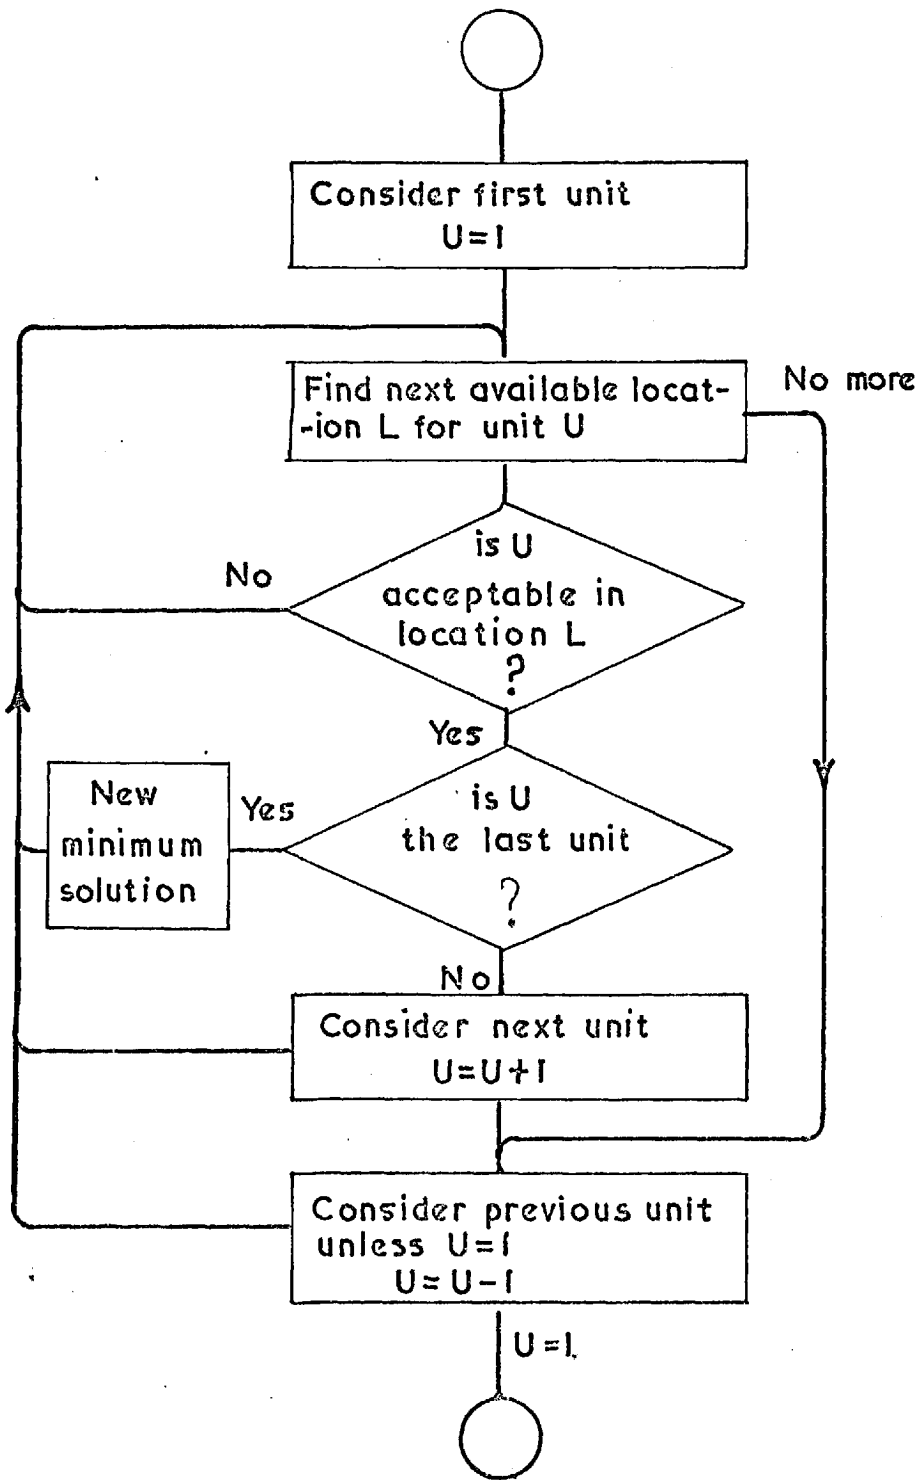 Consider first unit
U=1
Find next available locat-
-ion L for unit U
No more
is U
acceptable in
location L
?
No
Yes
is U
the last unit
?
Yes
New
minimum
solution
No
Consider next unit
U=U+1
Consider previous unit
unless U=1
U=U-1
U=1.